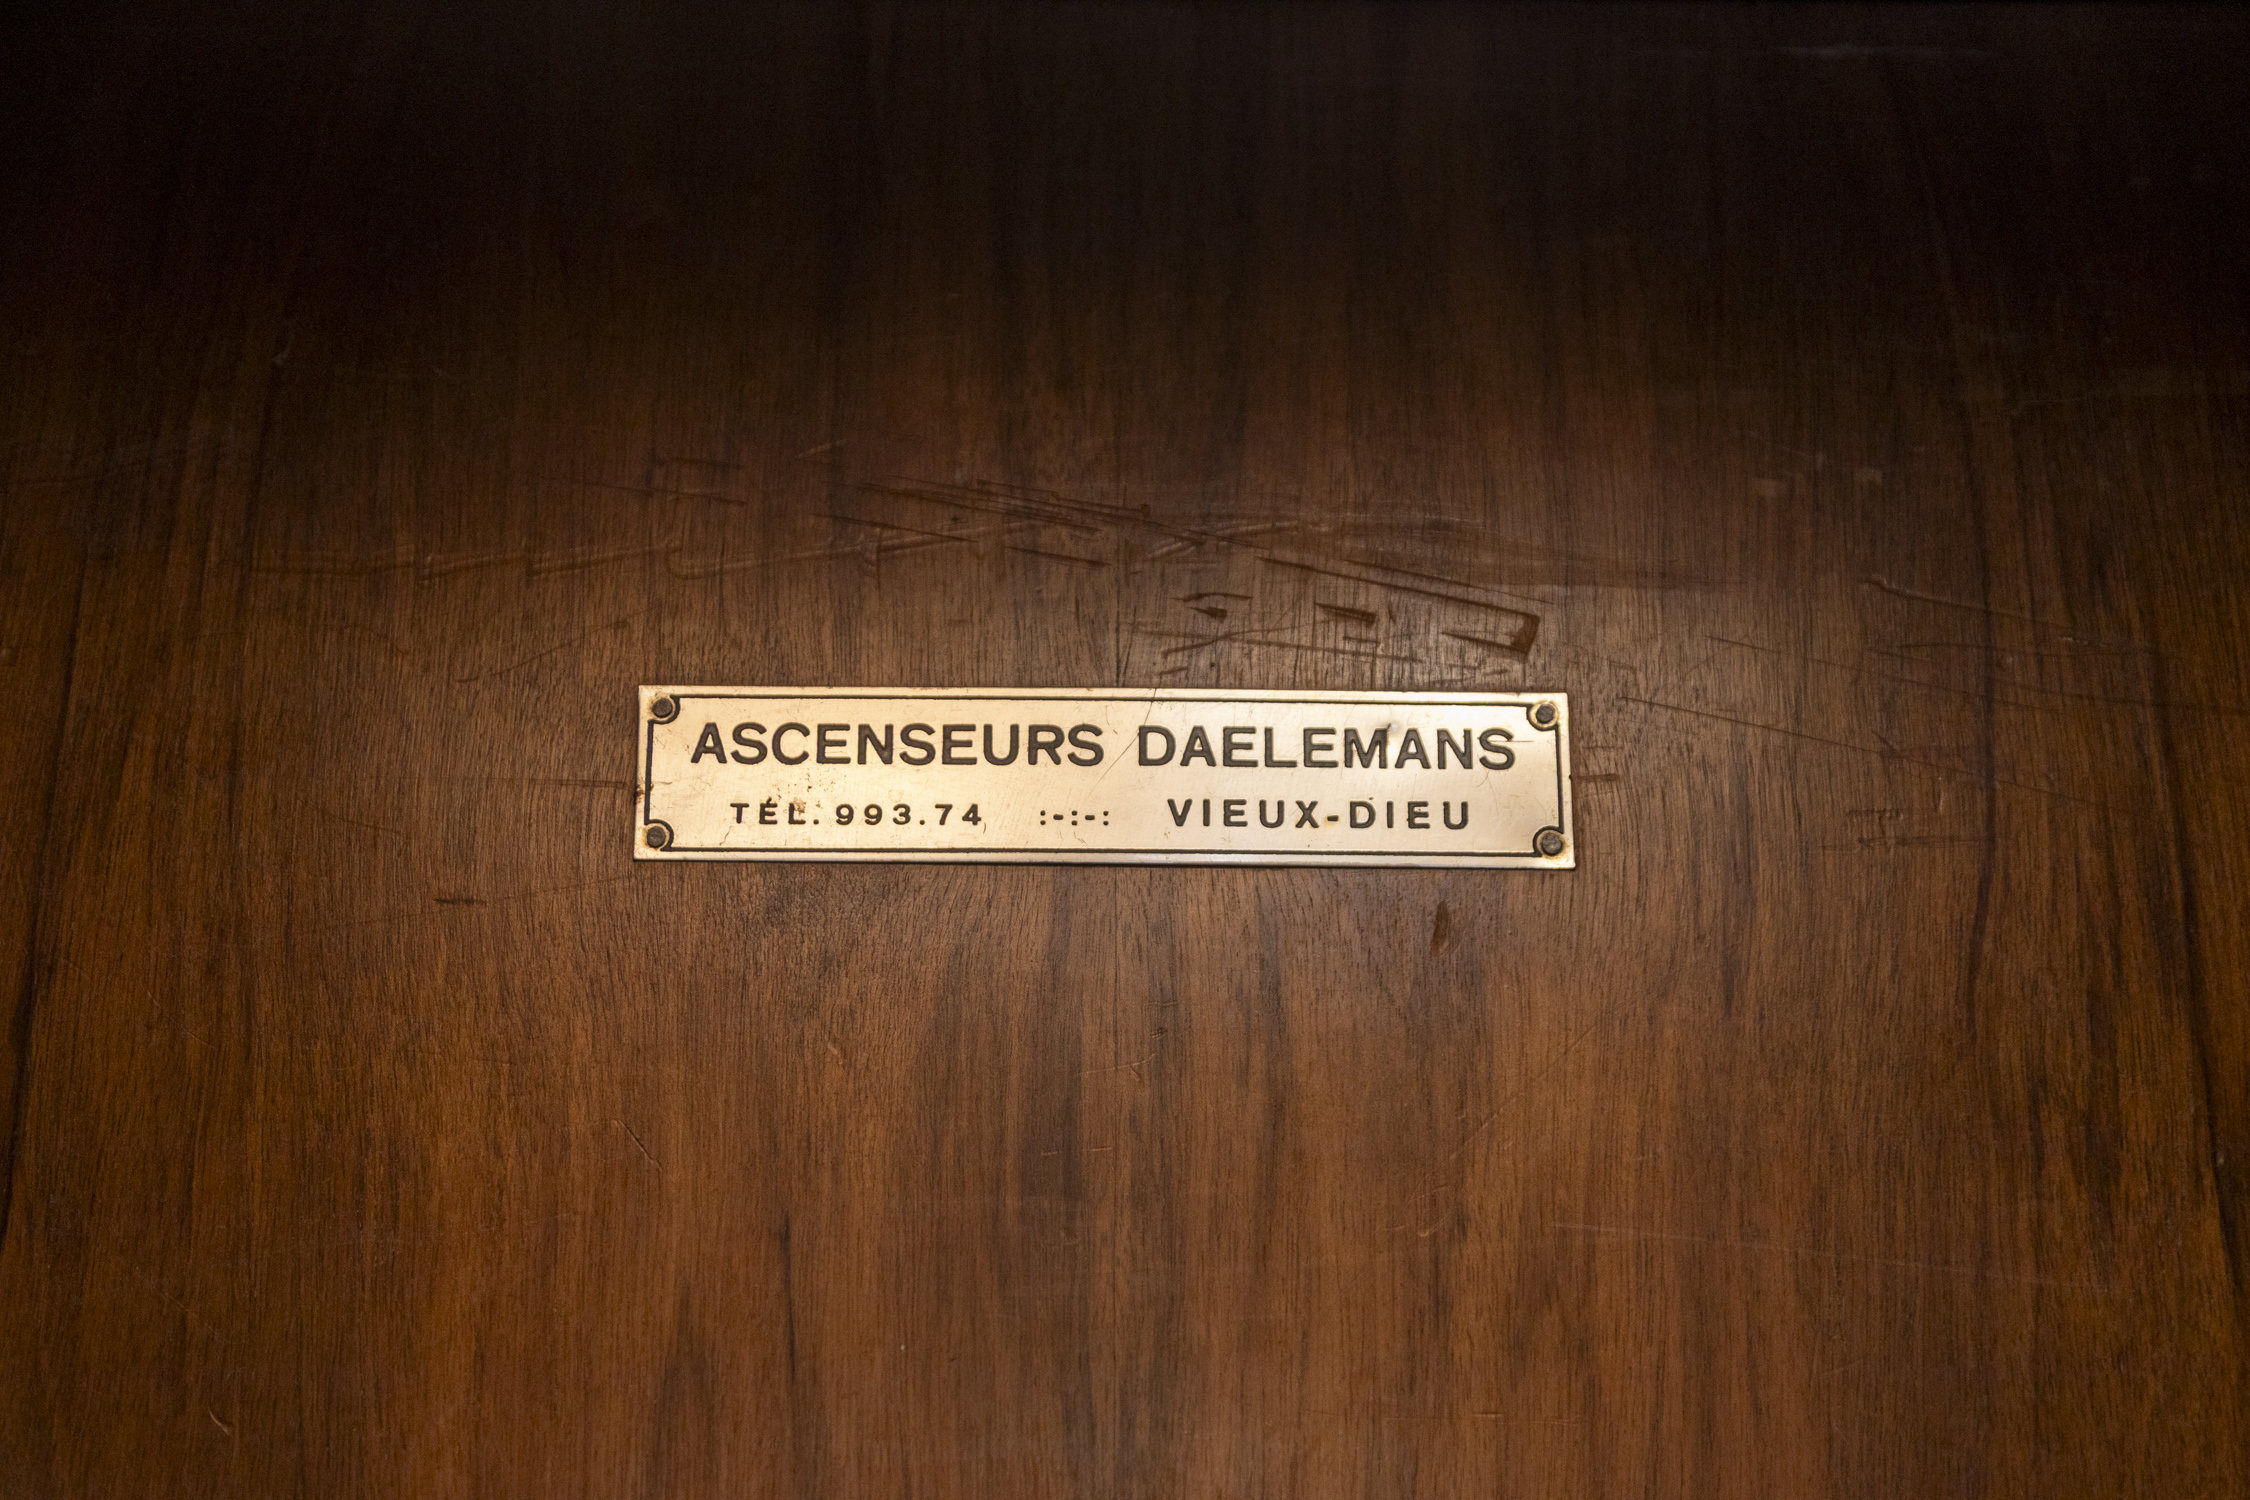 ASCENSEURS DAELEMANS
TÉL. 993.74 :-:-: VIEUX-DIEU